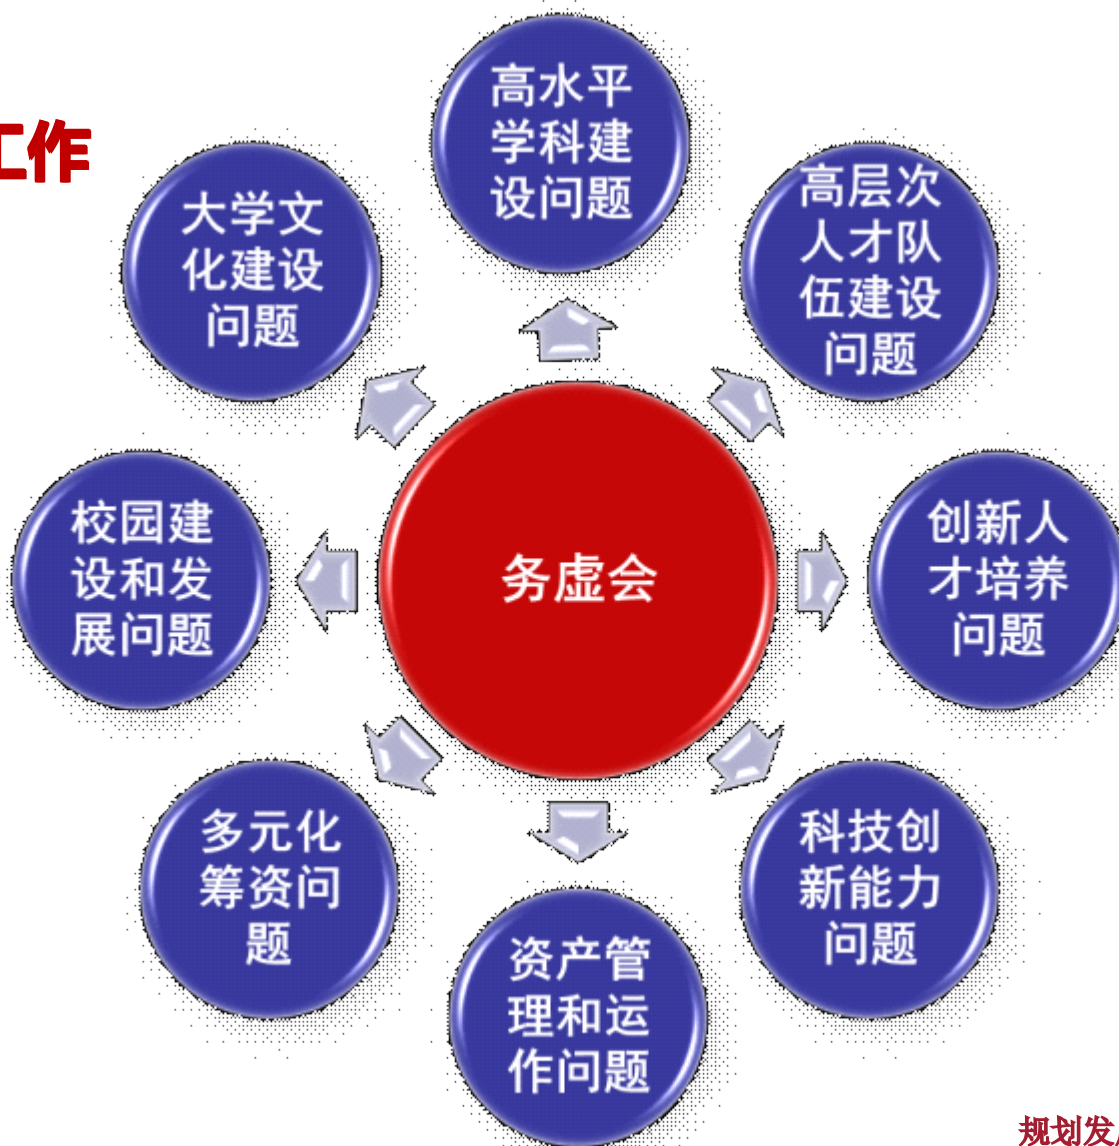 工作
高水平
学科建
设问题
高层次
人才队
伍建设
问题
创新人
才培养
问题
科技创
新能力
问题
资产管
理和运
作问题
多元化
筹资问
题
校园建
设和发
展问题
大学文
化建设
问题
务虚会
规划发